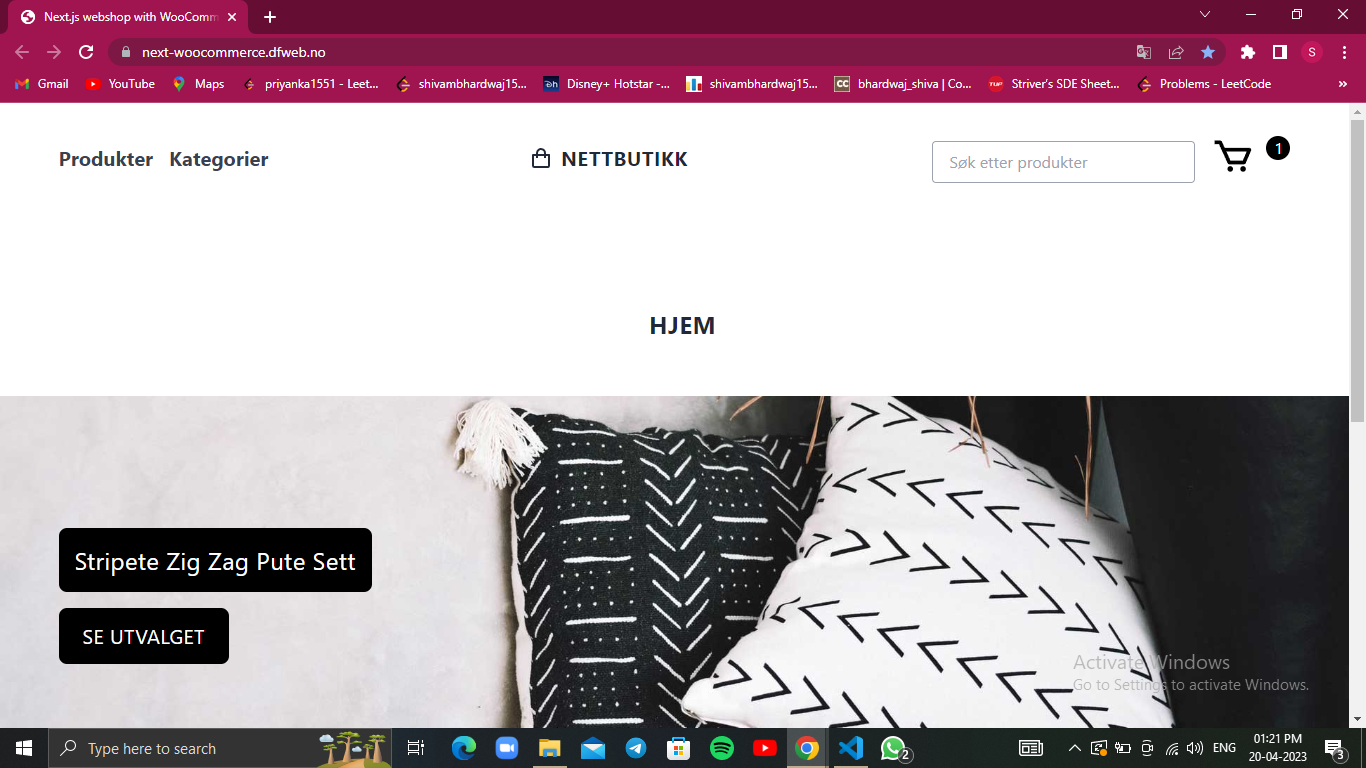 Next.js webshop with WooComm
next-woocommerce.dfweb.no
S
Gmail
YouTube
Maps
priyanka1551 - Leet...
shivambhardwaj15...
Disney+ Hotstar -...
shivambhardwaj15...
CC
bhardwaj_shiva | Co...
TUF
Striver's SDE Sheet...
Problems - LeetCode
»
Produkter
Kategorier
NETTBUTIKK
Søk etter produkter
1
HJEM
Stripete Zig Zag Pute Sett
SE UTVALGET
Activate Windows
Go to Settings to activate Windows.
Type here to search
2
ENG
01:21 PM
20-04-2023
3